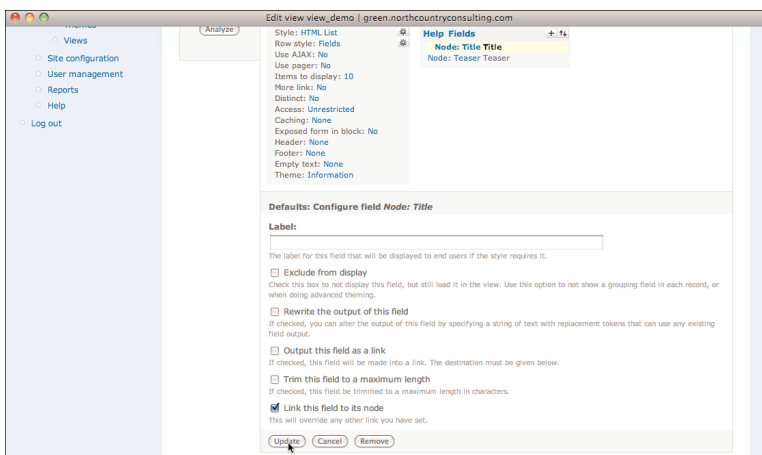 Edit view view_demo | green.northcountryconsulting.com
Views
Site configuration
User management
Reports
Help
Log out
Analyze
Style: HTML List
Row style: Fields
Use AJAX: No
Use pager: No
Items to display: 10
More link: No
Distinct: No
Access: Unrestricted
Caching: None
Exposed form in block: No
Header: None
Footer: None
Empty text: None
Theme: Information
Help Fields
Node: Title Title
Node: Teaser Teaser
Defaults: Configure field Node: Title
Label:
The label for this field that will be displayed to end users if the style requires it.
Exclude from display
Check this box to not display this field, but still load it in the view. Use this option to not show a grouping field in each record, or
when doing advanced theming.
Rewrite the output of this field
If checked, you can alter the output of this field by specifying a string of text with replacement tokens that can use any existing
field output.
Output this field as a link
If checked, this field will be made into a link. The destination must be given below.
Trim this field to a maximum length
If checked, this field be trimmed to a maximum length in characters.
Link this field to its node
This will override any other link you have set.
Update Cancel Remove